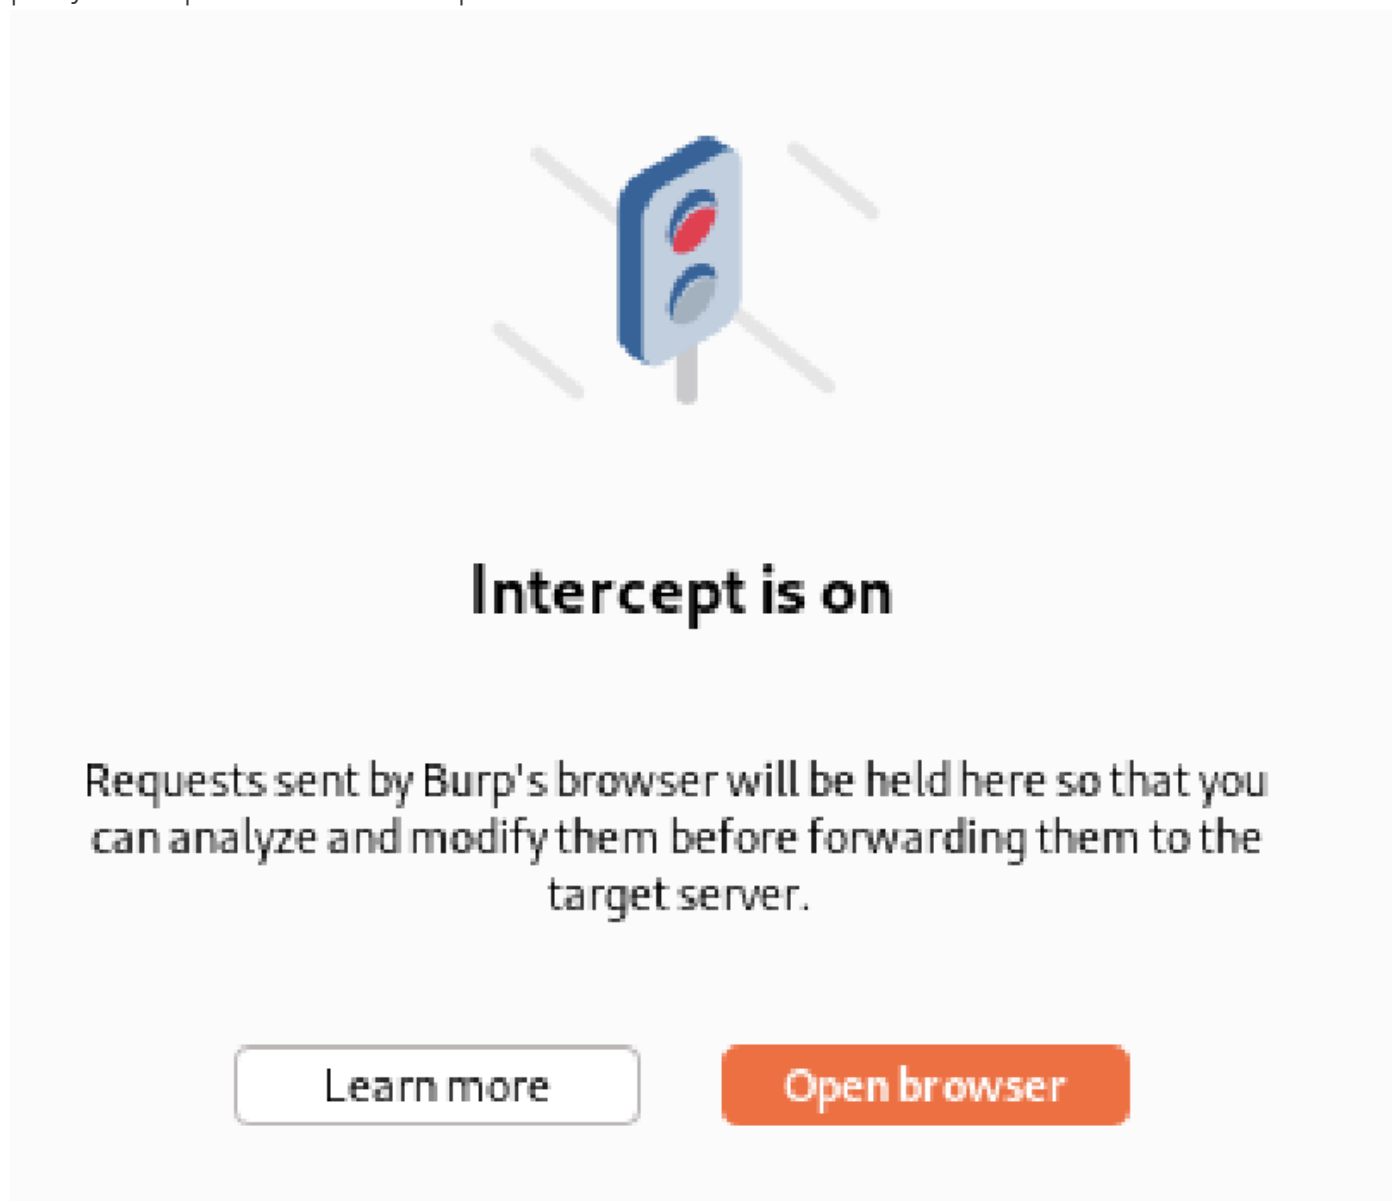 Intercept is on
Requests sent by Burp's browser will be held here so that you
can analyze and modify them before forwarding them to the
target server.
Learn more
Open browser